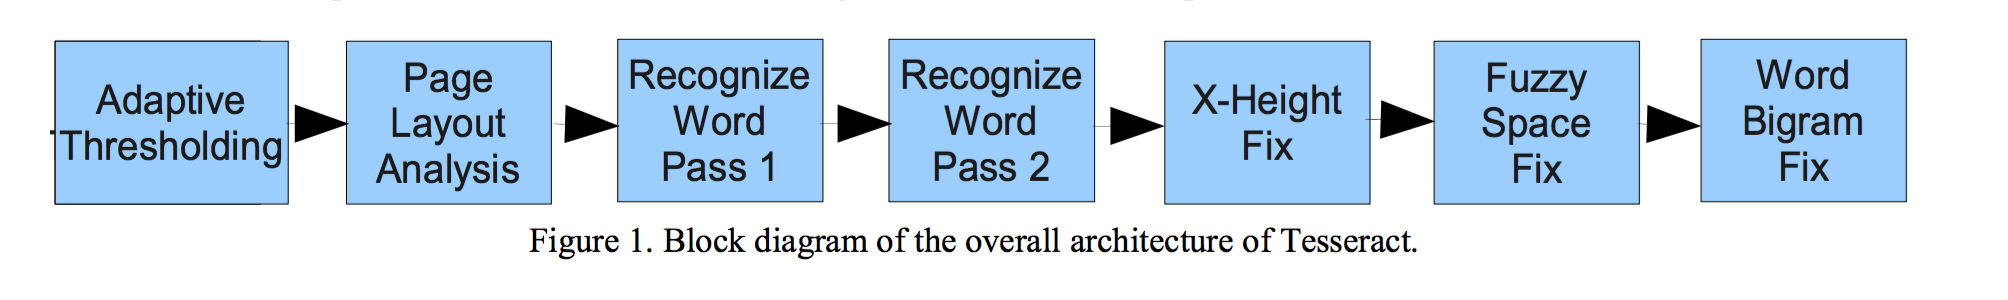 Adaptive
Thresholding
Page
Layout
Analysis
Recognize
Word
Pass 1
Recognize
Word
Pass 2
X-Height
Fix
Fuzzy
Space
Fix
Word
Bigram
Fix
Figure 1. Block diagram of the overall architecture of Tesseract.